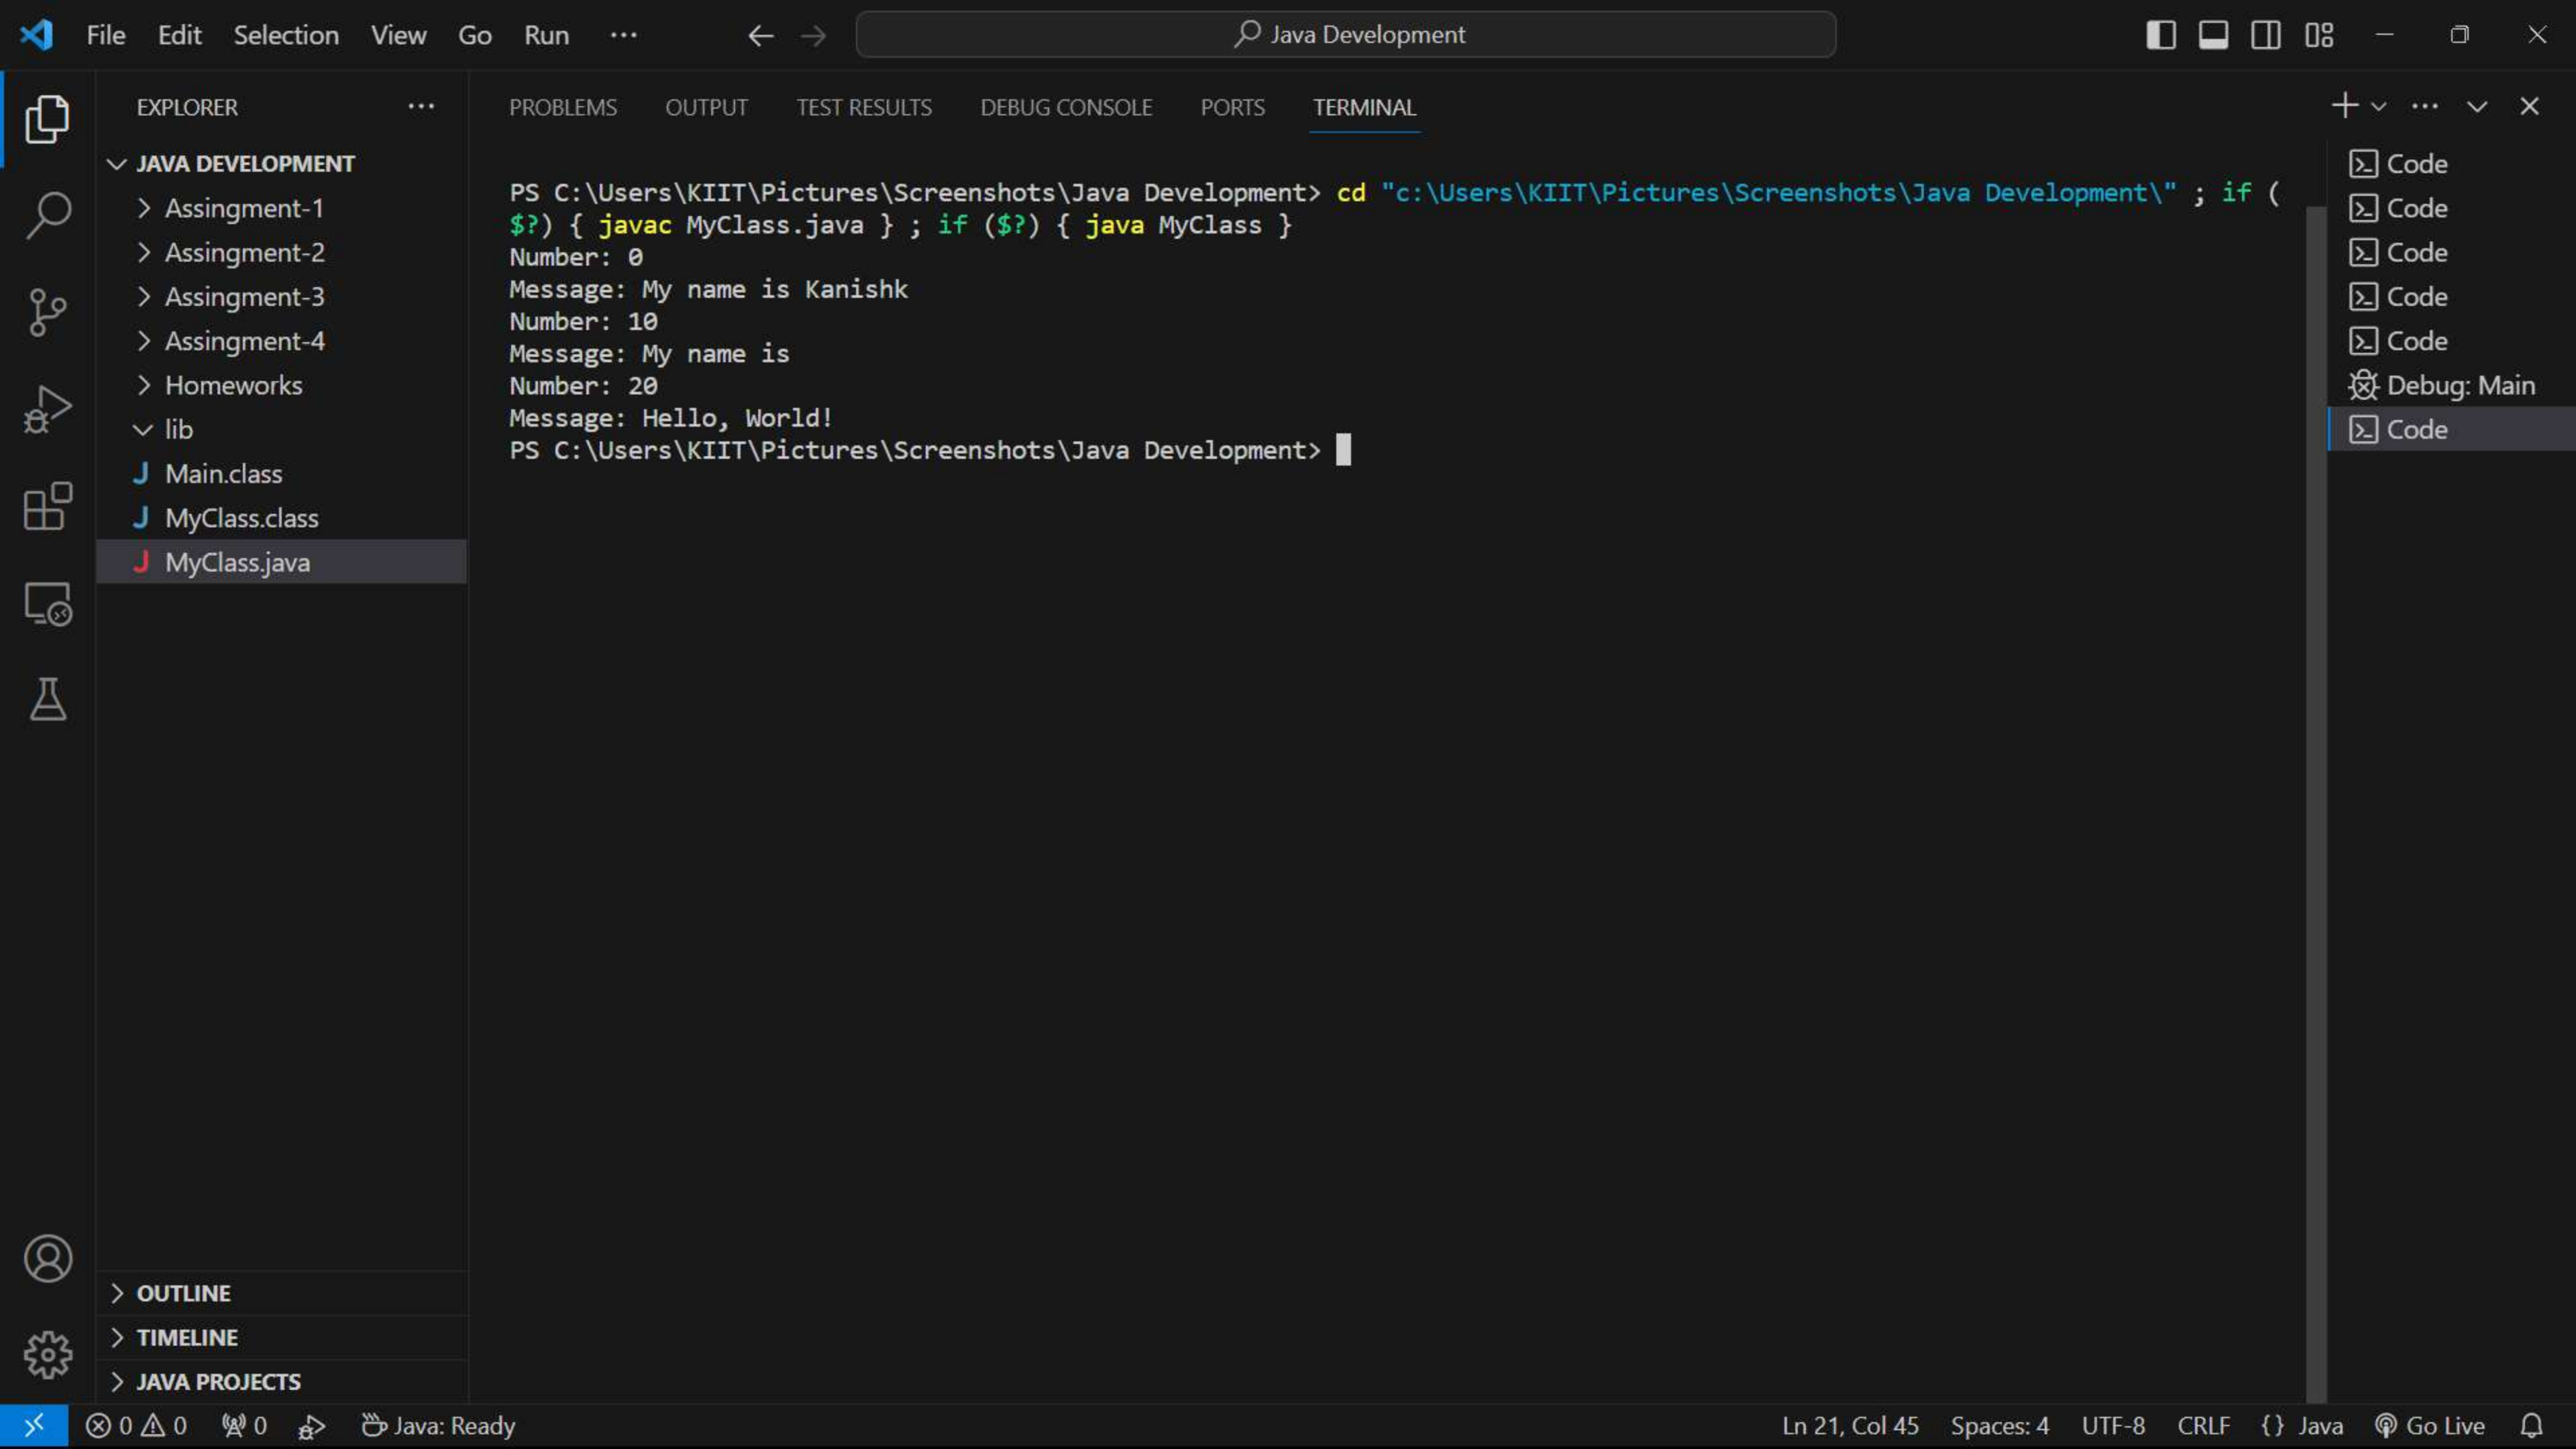 File Edit Selection View Go Run ...
Java Development
EXPLORER ...
JAVA DEVELOPMENT
Assingment-1
Assingment-2
Assingment-3
Assingment-4
Homeworks
lib
J Main.class
J MyClass.class
J MyClass.java
OUTLINE
TIMELINE
JAVA PROJECTS
PROBLEMS OUTPUT TEST RESULTS DEBUG CONSOLE PORTS TERMINAL
PS C:\Users\KIIT\Pictures\Screenshots\Java Development> cd "c:\Users\KIIT\Pictures\Screenshots\Java Development\" ; if (
$?) { javac MyClass.java } ; if ($?) { java MyClass }
Number: 0
Message: My name is Kanishk
Number: 10
Message: My name is
Number: 20
Message: Hello, World!
PS C:\Users\KIIT\Pictures\Screenshots\Java Development>
Code
Code
Code
Code
Code
Debug: Main
Code
0 0 0 Java: Ready
Ln 21, Col 45 Spaces: 4 UTF-8 CRLF {} Java Go Live